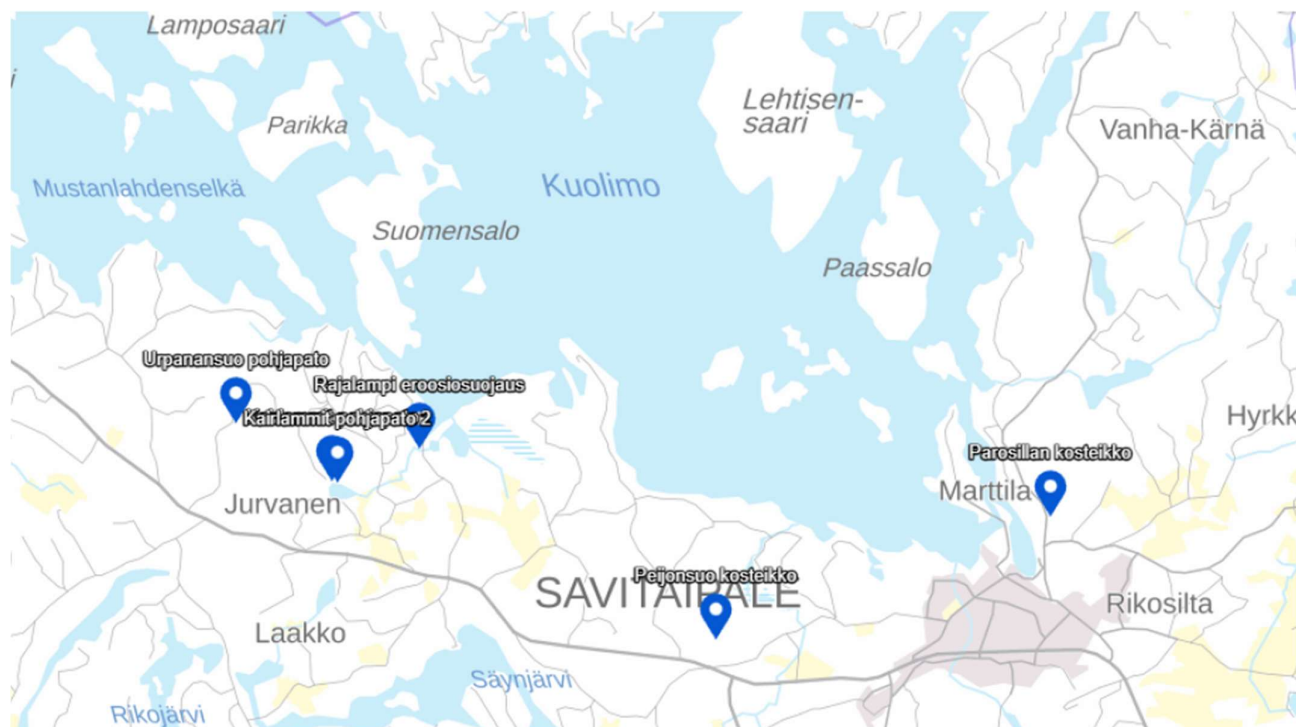 Lamposaari
i
Lehtisen-
saari
Parikka
Vanha-Kärnä
Mustanlahdenselkä
Kuolimo
Suomensalo
Paassalo
Urpanansuo pohjapato
Rajalampi eroosiosuojaus
Kairlammit pohjapato 2
Hyrkk
Parosillan kosteikko
Marttila
Jurvanen
Peijonsuo kosteikko
SAVITAIPALE
Rikosilta
Laakko
Säynjärvi
Rikojärvi